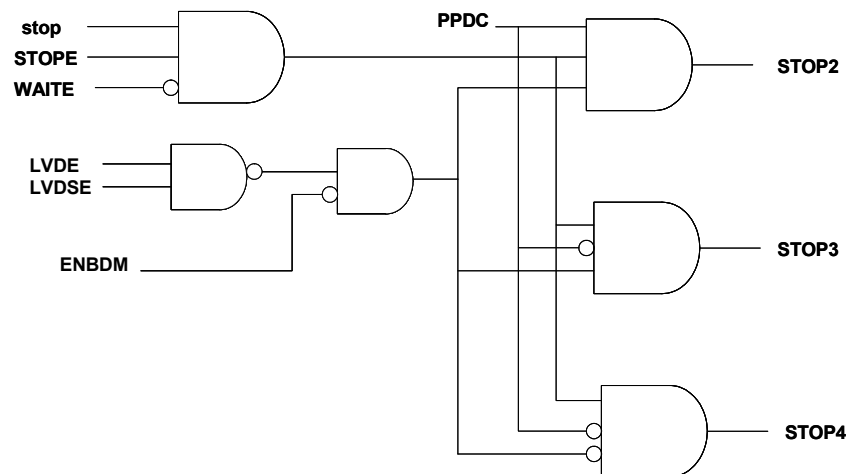 stop
PPDC
STOPE
WAITE
STOP2
LVDE
LVDSE
ENBDM
STOP3
STOP4